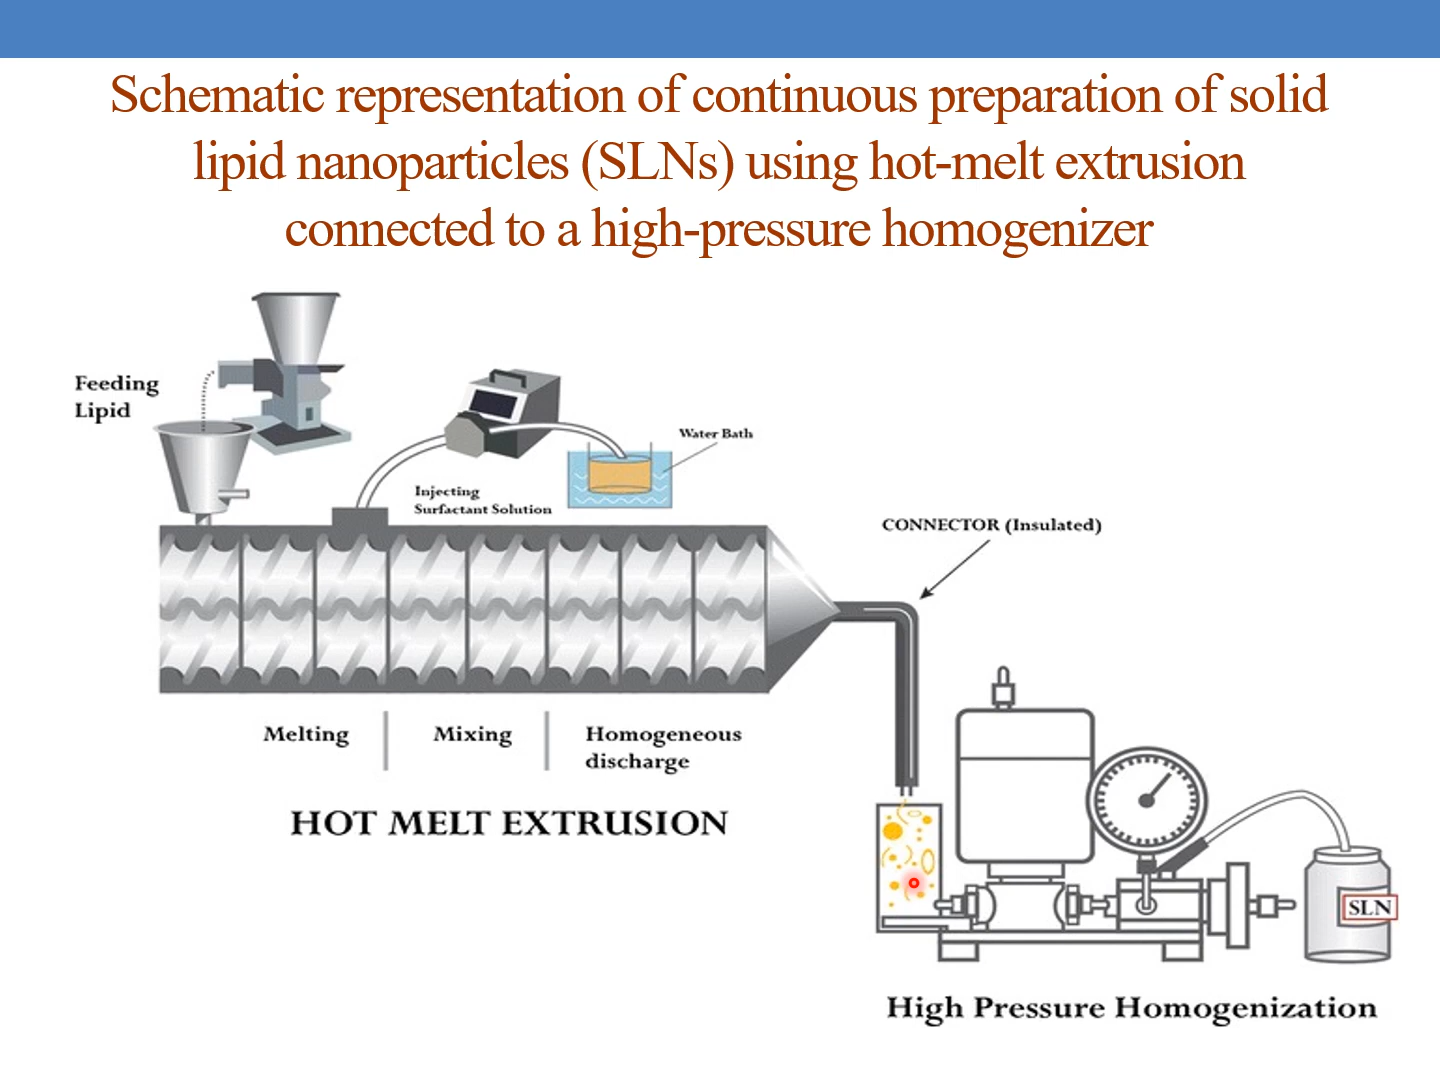 Schematic representation of continuous preparation of solid
lipid nanoparticles (SLNs) using hot-melt extrusion
connected to a high-pressure homogenizer
Feeding
Lipid
Water Bath
Injecting
Surfactant Solution
CONNECTOR (Insulated)
Melting
Mixing
Homogeneous
discharge
HOT MELT EXTRUSION
SLN
High Pressure Homogenization